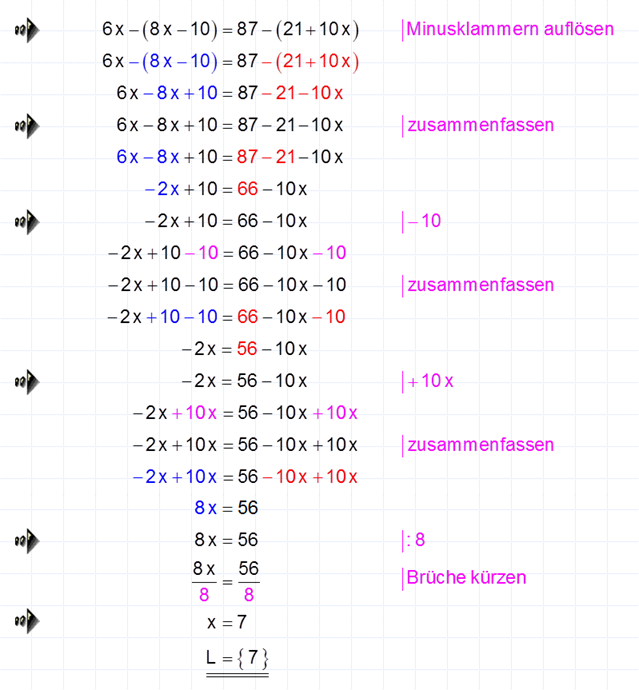 6x−(8x−10)=87−(21+10x) |Minusklammern auflösen
6x−(8x−10)=87−(21+10x)
6x−8x+10=87−21−10x
6x−8x+10=87−21−10x |zusammenfassen
6x−8x+10=87−21−10x
−2x+10=66−10x
−2x+10=66−10x |−10
−2x+10−10=66−10x−10
−2x+10−10=66−10x−10 |zusammenfassen
−2x+10−10=66−10x−10
−2x=56−10x
−2x=56−10x |+10x
−2x+10x=56−10x+10x
−2x+10x=56−10x+10x |zusammenfassen
−2x+10x=56−10x+10x
8x=56
8x=56 |:8
8x/8=56/8 |Brüche kürzen
x=7
L={7}